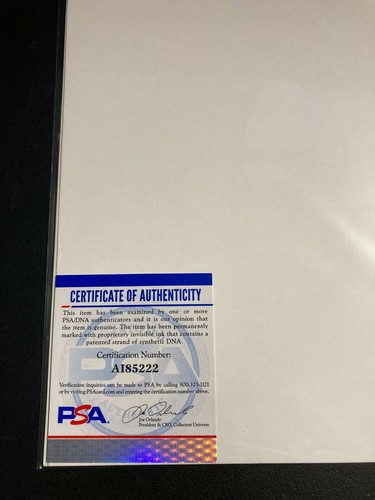 CERTIFICATE OF AUTHENTICITY
This item has been examined by one or more
PSA/DNA authenticators and it is our opinion that
the item is genuine. The item has been permanently
marked with proprietary invisible ink that contains a
patented strand of synthetic DNA.
Certification Number:
AI85222
Verification inquiries can be made to PSA by calling 800-325-1121
or by visiting PSAcard.com and entering the certification number above.
PSA
Joe Orlando
President & CEO, Collectors Universe